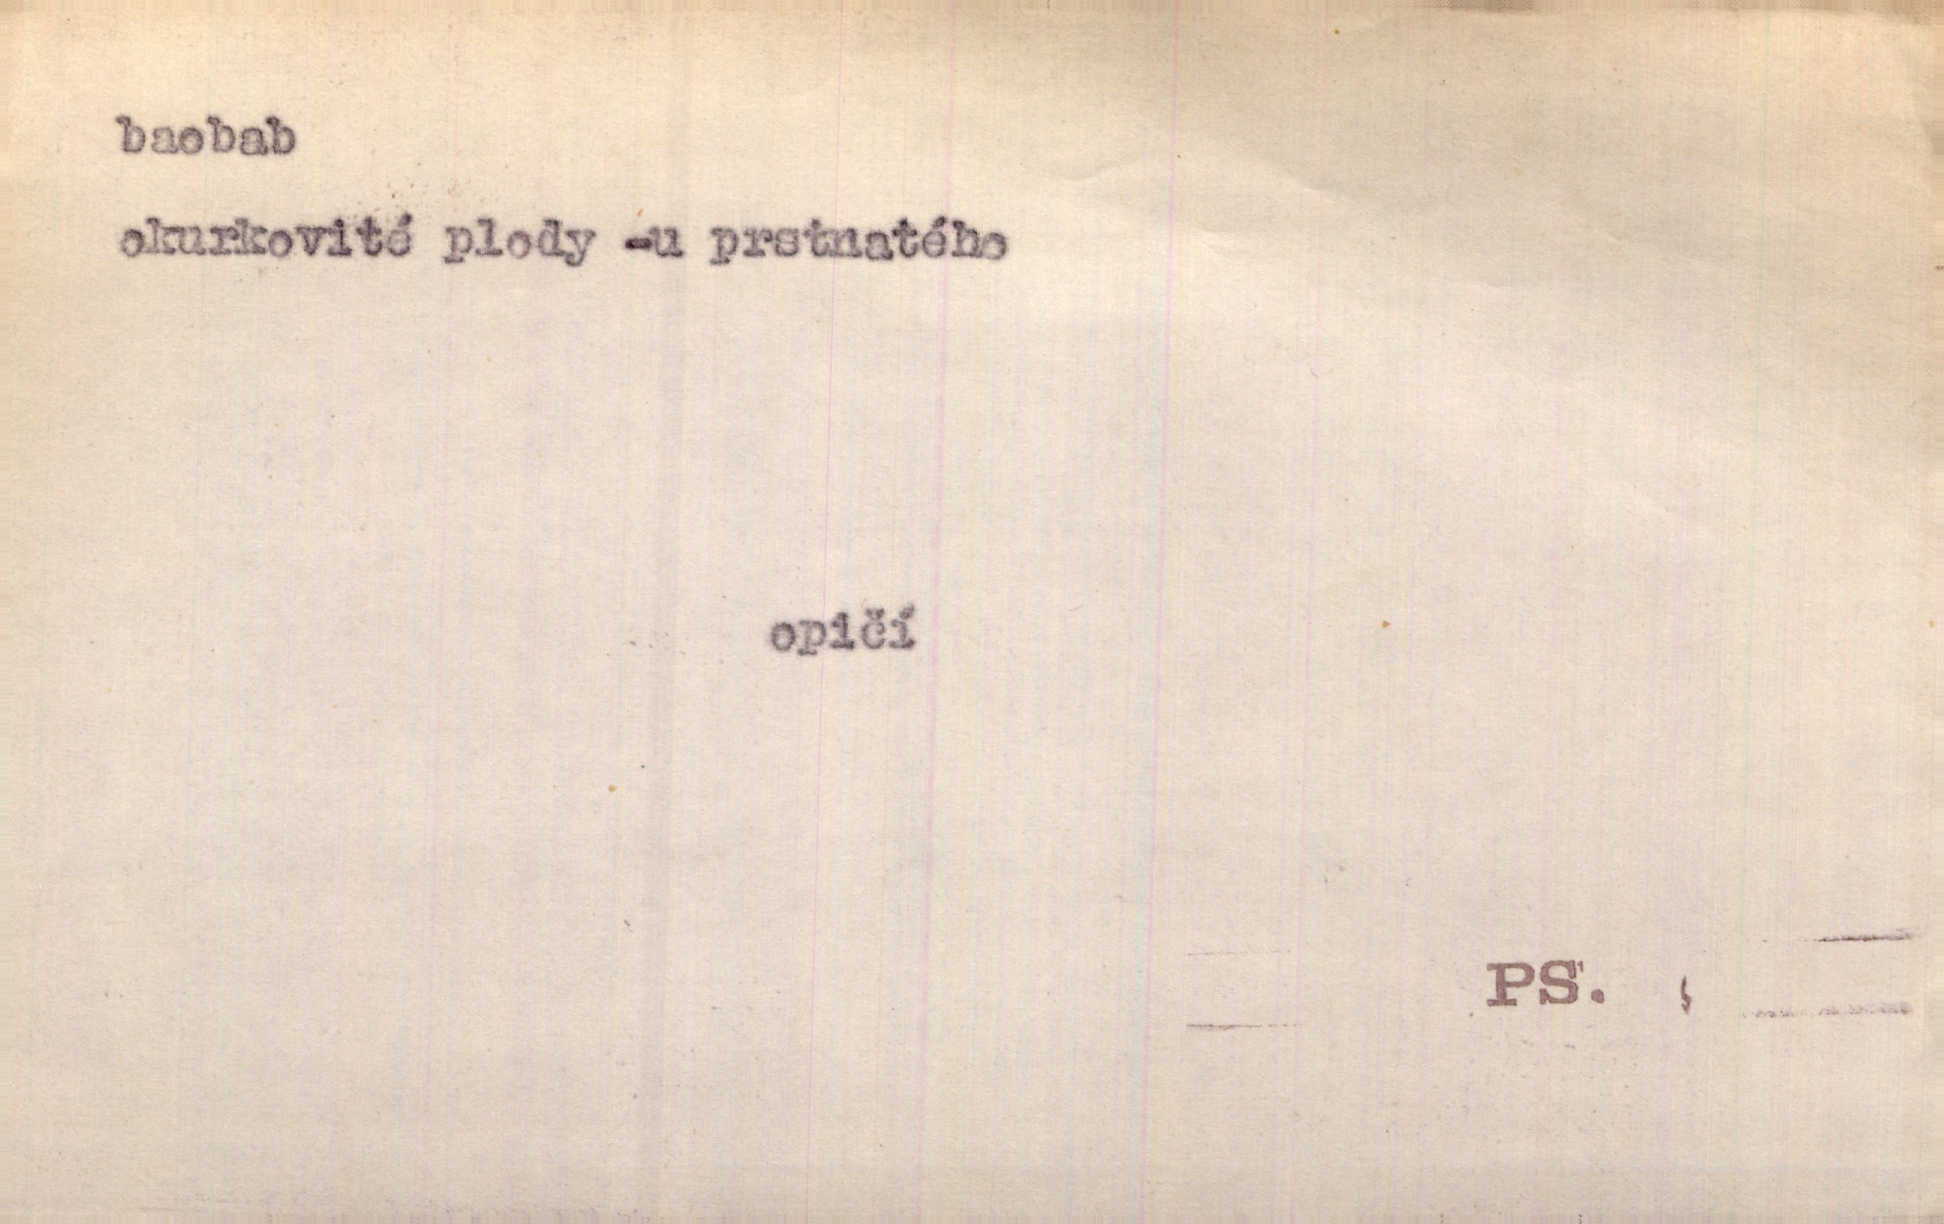 baobab
okurkovité plody -u prstnatého
opičí
PS.